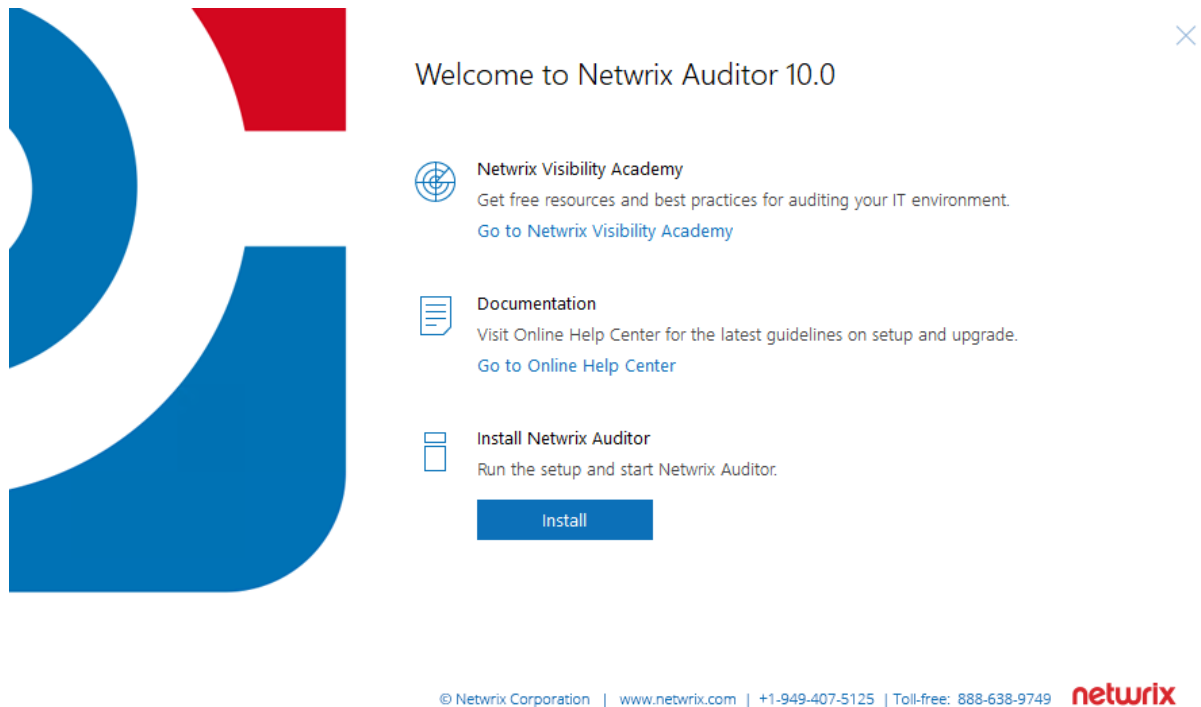 Welcome to Netwrix Auditor 10.0
Netwrix Visibility Academy
Get free resources and best practices for auditing your IT environment.
Go to Netwrix Visibility Academy
Documentation
Visit Online Help Center for the latest guidelines on setup and upgrade.
Go to Online Help Center
Install Netwrix Auditor
Run the setup and start Netwrix Auditor.
Install
© Netwrix Corporation | www.netwrix.com | +1-949-407-5125 | Toll-free: 888-638-9749 netwrix